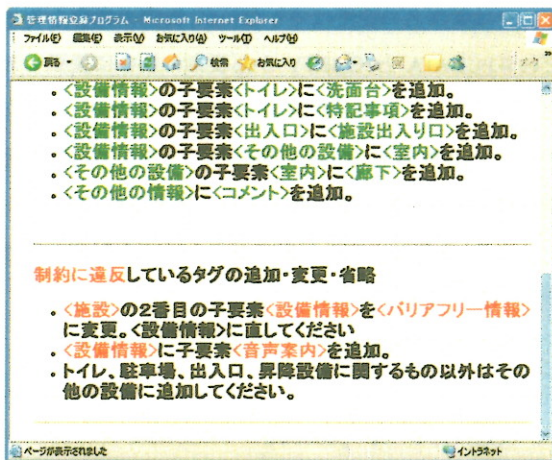 管理情報登録プログラム - Microsoft Internet Explorer
ファイル(F) 編集(E) 表示(V) お気に入り(A) ツール(T) ヘルプ(H)
戻る 検索 お気に入り
・<設備情報>の子要素<トイレ>に<洗面台>を追加。
・<設備情報>の子要素<トイレ>に<特記事項>を追加。
・<設備情報>の子要素<出入口>に<施設出入り口>を追加。
・<設備情報>の子要素<その他の設備>に<室内>を追加。
・<その他の設備>の子要素<室内>に<廊下>を追加。
・<その他の情報>に<コメント>を追加。
制約に違反しているタグの追加・変更・省略
・<施設>の2番目の子要素<設備情報>を<バリアフリー情報>
に変更。<設備情報>に直してください
・<設備情報>に子要素<音声案内>を追加。
・トイレ、駐車場、出入口、昇降設備に関するもの以外はその
他の設備に追加してください。
ページが表示されました イントラネット